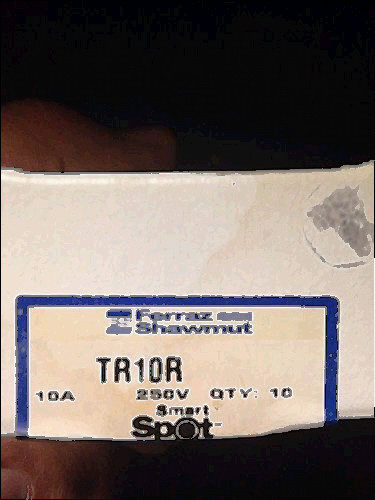 Ferraz
Shawmut
TR10R
10A 250V QTY: 10
Smart
Spot